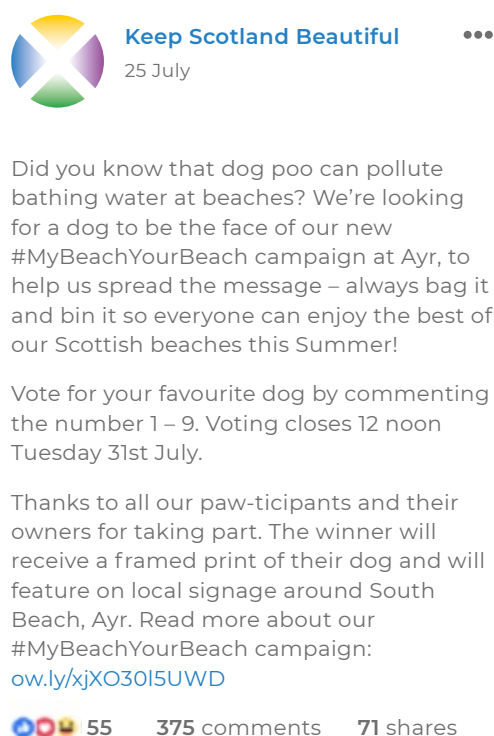 Keep Scotland Beautiful
25 July
Did you know that dog poo can pollute
bathing water at beaches? We’re looking
for a dog to be the face of our new
#MyBeachYourBeach campaign at Ayr, to
help us spread the message – always bag it
and bin it so everyone can enjoy the best of
our Scottish beaches this Summer!
Vote for your favourite dog by commenting
the number 1 – 9. Voting closes 12 noon
Tuesday 31st July.
Thanks to all our paw-ticipants and their
owners for taking part. The winner will
receive a framed print of their dog and will
feature on local signage around South
Beach, Ayr. Read more about our
#MyBeachYourBeach campaign:
ow.ly/xjXO30l5UWD
55 375 comments 71 shares